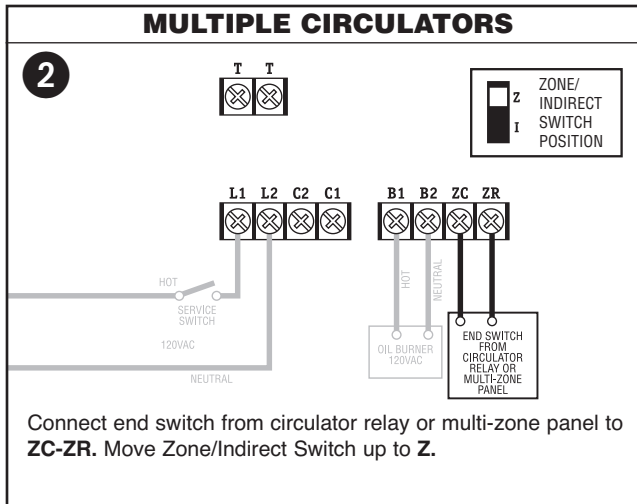 MULTIPLE CIRCULATORS
2
T T
Z
I
ZONE/
INDIRECT
SWITCH
POSITION
L1 L2 C2 C1
B1 B2 ZC ZR
HOT
SERVICE
SWITCH
120VAC
NEUTRAL
HOT
NEUTRAL
OIL BURNER
120VAC
END SWITCH
FROM
CIRCULATOR
RELAY OR
MULTI-ZONE
PANEL
Connect end switch from circulator relay or multi-zone panel to
ZC-ZR. Move Zone/Indirect Switch up to Z.